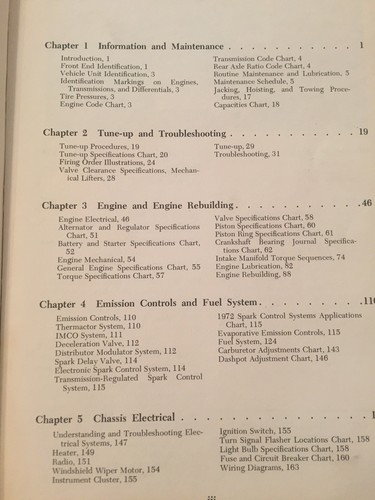 Chapter 1 Information and Maintenance . . . . . . . . . . . 1
Introduction, 1
Front End Identification, 1
Vehicle Unit Identification, 3
Identification Markings on Engines,
Transmissions, and Differentials, 3
Tire Pressures, 3
Engine Code Chart, 3
Transmission Code Chart, 4
Rear Axle Ratio Code Chart, 4
Routine Maintenance and Lubrication, 5
Maintenance Schedule, 5
Jacking, Hoisting, and Towing Proce-
dures, 17
Capacities Chart, 18
Chapter 2 Tune-up and Troubleshooting . . . . . . . . . . . 19
Tune-up Procedures, 19
Tune-up Specifications Chart, 20
Firing Order Illustrations, 24
Valve Clearance Specifications, Mechan-
ical Lifters, 28
Tune-up, 29
Troubleshooting, 31
Chapter 3 Engine and Engine Rebuilding . . . . . . . . . . . 46
Engine Electrical, 46
Alternator and Regulator Specifications
Chart, 51
Battery and Starter Specifications Chart,
52
Engine Mechanical, 54
General Engine Specifications Chart, 55
Torque Specifications Chart, 57
Valve Specifications Chart, 58
Piston Specifications Chart, 60
Piston Ring Specifications Chart, 61
Crankshaft Bearing Journal Specifica-
tions Chart, 62
Intake Manifold Torque Sequences, 74
Engine Lubrication, 82
Engine Rebuilding, 88
Chapter 4 Emission Controls and Fuel System . . . . . . . . . 110
Emission Controls, 110
Thermactor System, 110
IMCO System, 111
Deceleration Valve, 112
Distributor Modulator System, 112
Spark Delay Valve, 114
Electronic Spark Control System, 114
Transmission-Regulated Spark Control
System, 115
1972 Spark Control Systems Applications
Chart, 115
Evaporative Emission Controls, 115
Fuel System, 124
Carburetor Adjustments Chart, 143
Dashpot Adjustment Chart, 146
Chapter 5 Chassis Electrical . . . . . . . . . . . . . 1
Understanding and Troubleshooting Elec-
trical Systems, 147
Heater, 149
Radio, 151
Windshield Wiper Motor, 154
Instrument Cluster, 155
Ignition Switch, 155
Turn Signal Flasher Locations Chart, 158
Light Bulb Specifications Chart, 158
Fuse and Circuit Breaker Chart, 160
Wiring Diagrams, 163